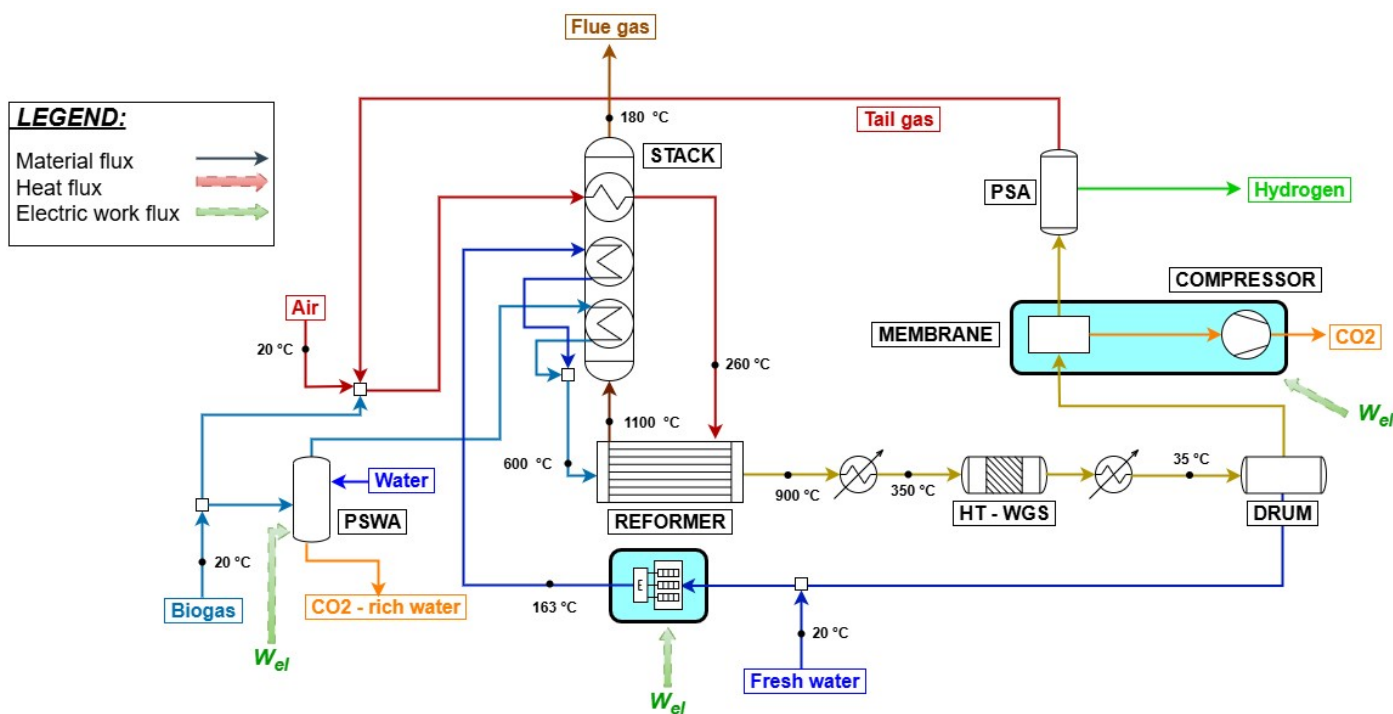 Flue gas
LEGEND:
Material flux
Heat flux
Electric work flux
180 °C
Tail gas
STACK
PSA
Hydrogen
COMPRESSOR
MEMBRANE
CO2
Air
20 °C
260 °C
W el
1100 °C
600 °C
Water
900 °C
350 °C
35 °C
PSWA
REFORMER
HT - WGS
DRUM
20 °C
E
163 °C
Biogas
CO2 - rich water
20 °C
W el
Fresh water
W el